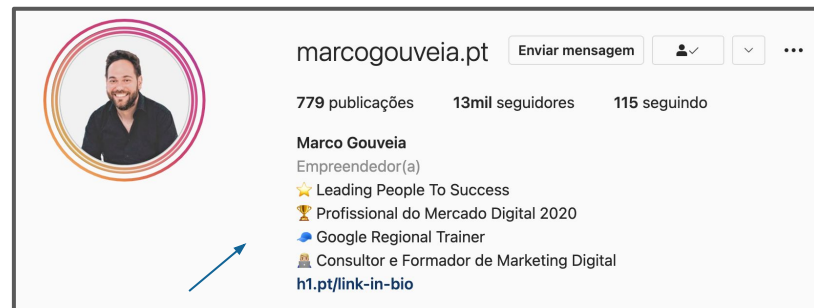 marcogouveia.pt Enviar mensagem
779 publicações 13mil seguidores 115 seguindo
Marco Gouveia
Empreendedor(a)
⭐ Leading People To Success
🏆 Profissional do Mercado Digital 2020
🧢 Google Regional Trainer
👨🏼‍💻 Consultor e Formador de Marketing Digital
h1.pt/link-in-bio